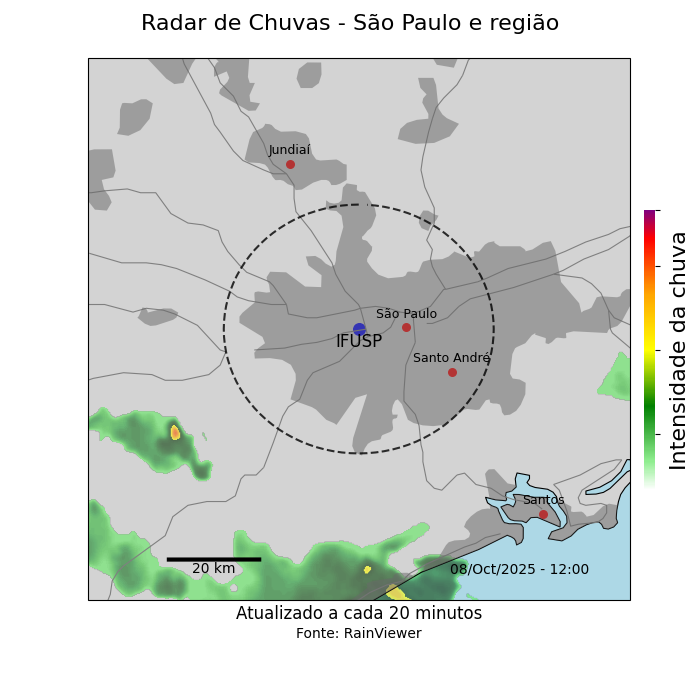 Radar de Chuvas - São Paulo e região
Jundiaí
São Paulo
IFUSP
Santo André
Santos
20 km
08/Oct/2025 - 12:00
Intensidade da chuva
Atualizado a cada 20 minutos
Fonte: RainViewer